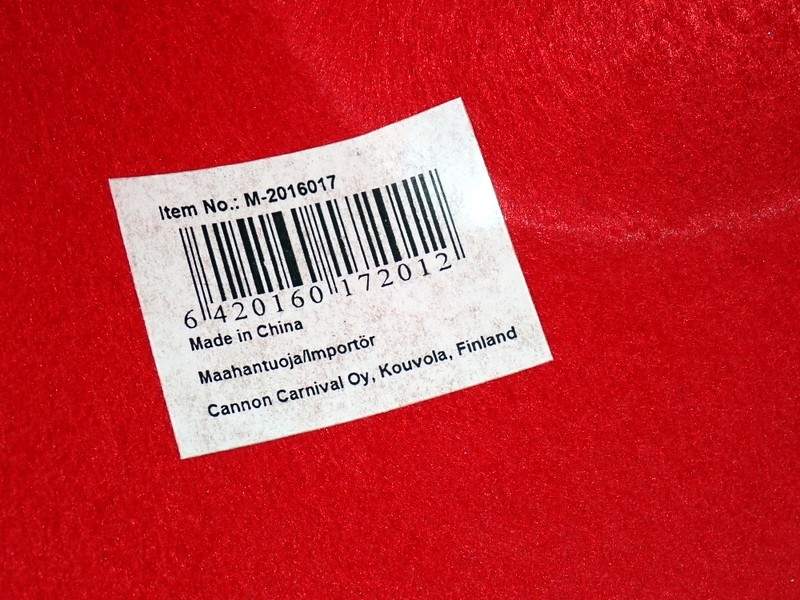 Item No.: M-2016017
6 420160 172012
Made in China
Maahantuoja/Importör
Cannon Carnival Oy, Kouvola, Finland